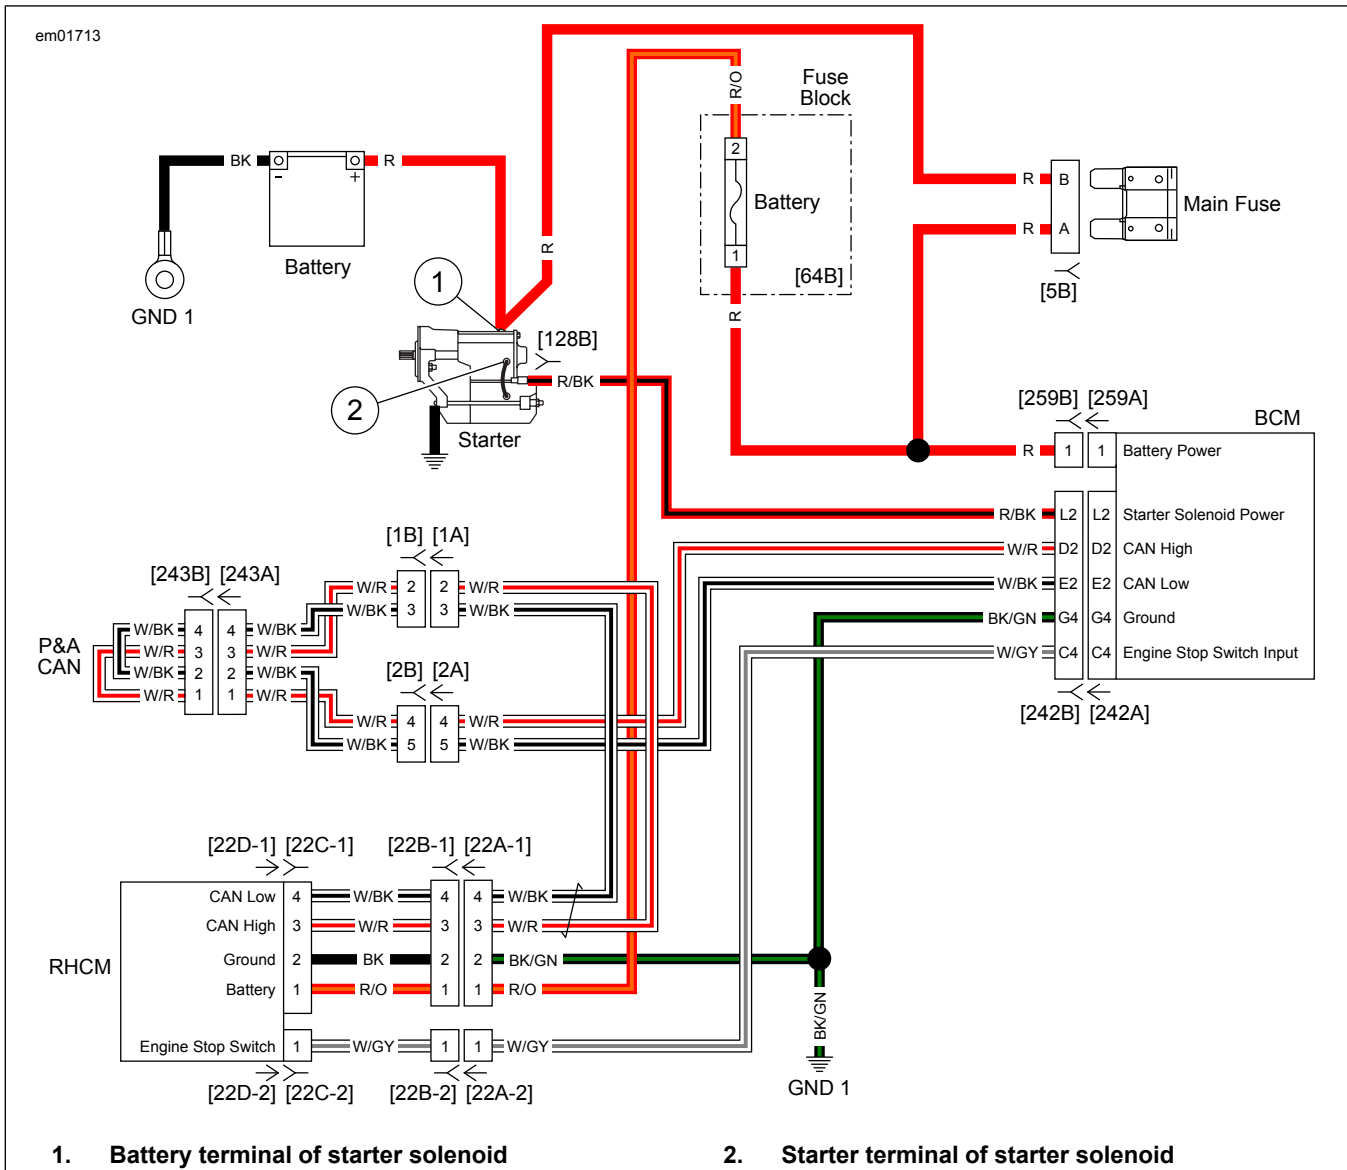 em01713
Fuse
Block
R/O
BK
R
-
+
Battery
GND 1
1
R
2
Battery
1
[64B]
R
R
B
R
A
Main Fuse
[5B]
[128B]
R/BK
2
Starter
[259B] [259A]
BCM
R
1
1
Battery Power
R/BK
L2
L2
Starter Solenoid Power
W/R
D2
D2
CAN High
W/BK
E2
E2
CAN Low
BK/GN
G4
G4
Ground
W/GY
C4
C4
Engine Stop Switch Input
[242B] [242A]
[1B] [1A]
W/R
2
2
W/R
W/BK
3
3
W/BK
[243B] [243A]
P&A
CAN
W/BK
4
4
W/BK
W/R
3
3
W/R
W/BK
2
2
W/BK
W/R
1
1
W/R
[2B] [2A]
W/R
4
4
W/R
W/BK
5
5
W/BK
[22D-1] [22C-1]
[22B-1] [22A-1]
RHCM
CAN Low
4
W/BK
4
4
W/BK
CAN High
3
W/R
3
3
W/R
Ground
2
BK
2
2
BK/GN
Battery
1
R/O
1
1
R/O
Engine Stop Switch
1
W/GY
1
1
W/GY
[22D-2] [22C-2]
[22B-2] [22A-2]
BK/GN
GND 1
1. Battery terminal of starter solenoid
2. Starter terminal of starter solenoid